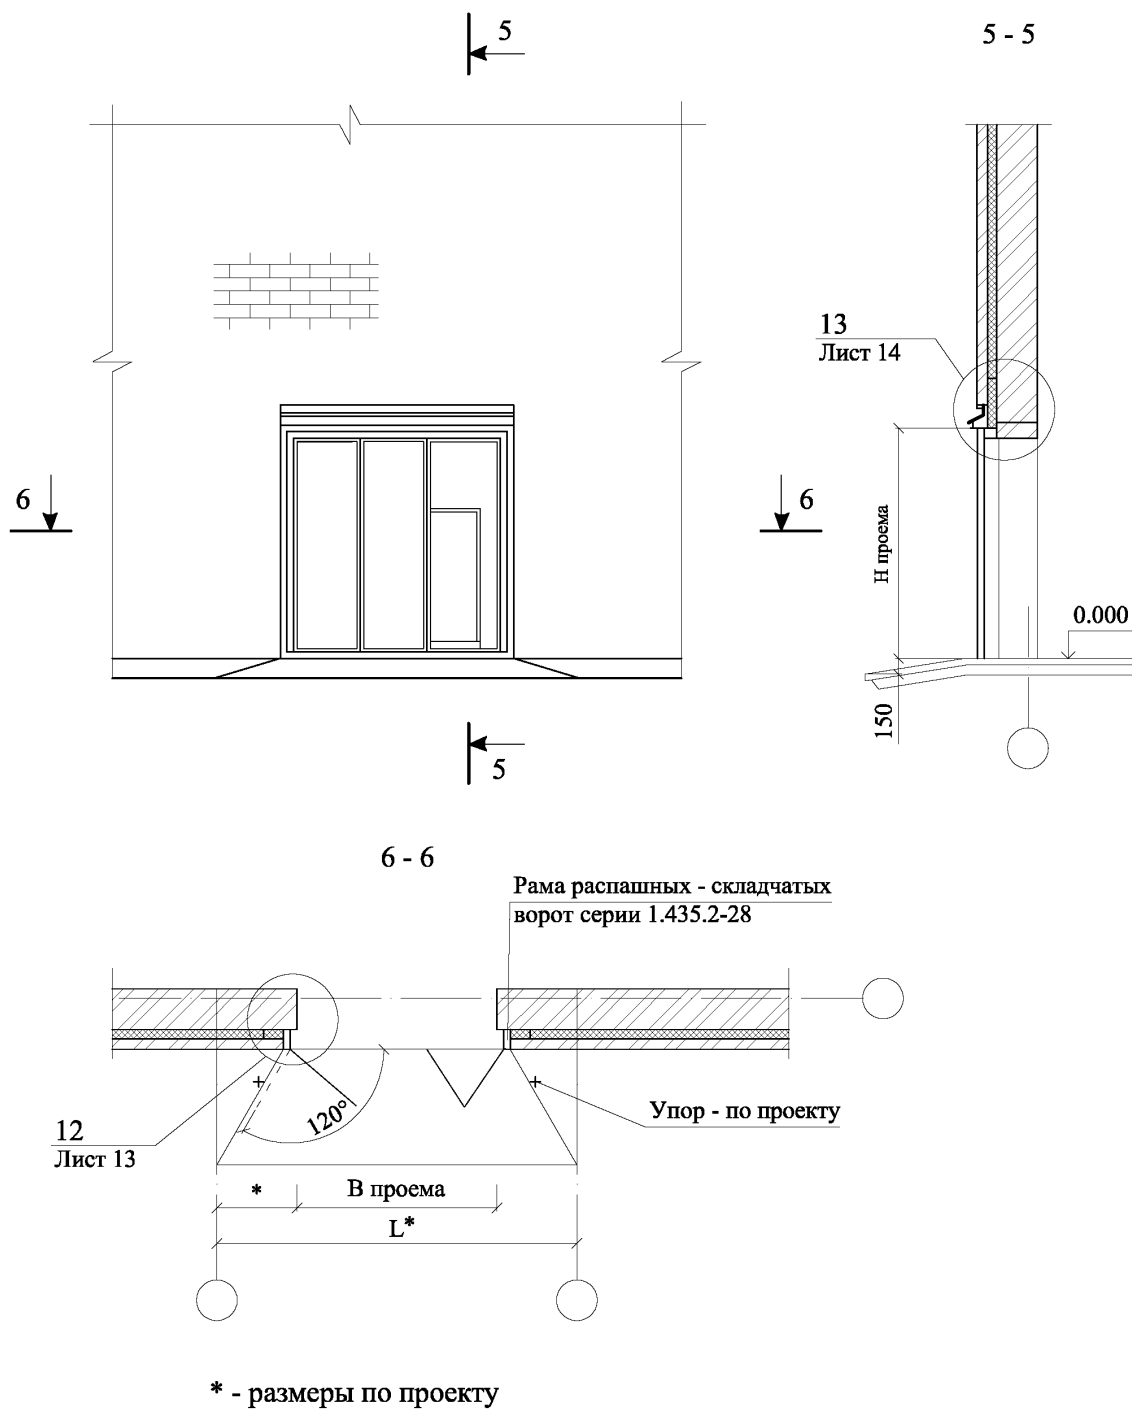 5
5 - 5
13
Лист 14
6
6
Н проема
0.000
150
5
6 - 6
Рама распашных - складчатых
ворот серии 1.435.2-28
120°
12
Лист 13
Упор - по проекту
*
В проема
L*
* - размеры по проекту